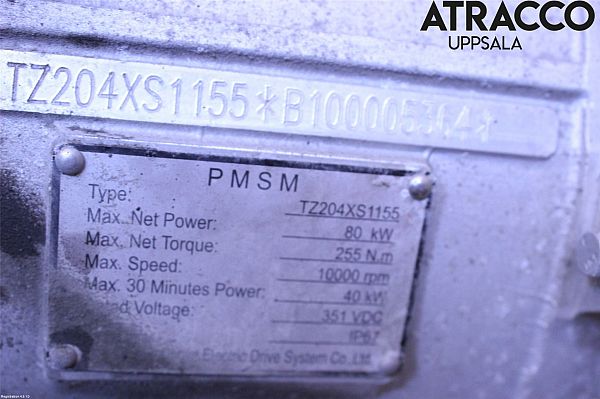 ATRACCO
UPPSALA
TZ204XS1155*B100005364*
PMSM
Type: TZ204XS1155
Max. Net Power: 80 kW
Max. Net Torque: 255 N.m
Max. Speed: 10000 rpm
Max. 30 Minutes Power: 40 kW
Voltage: 351 VDC
IP67
Electric Drive System Co., Ltd.